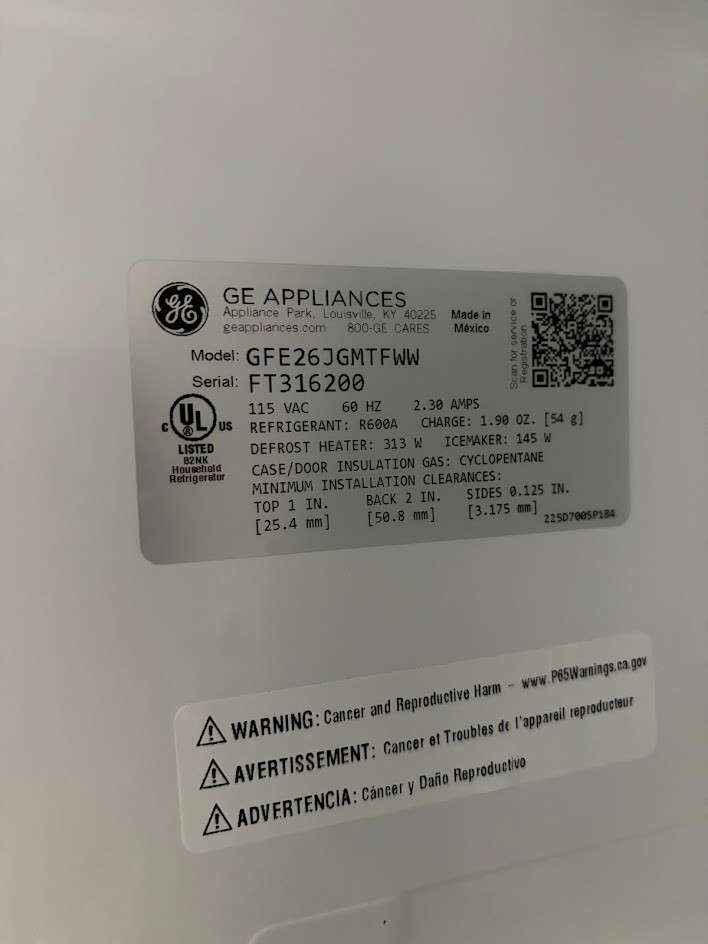 GE APPLIANCES
Appliance Park, Louisville, KY 40225
geappliances.com 800-GE CARES
Made in
México
Scan for service or
Registration
Model: GFE26JGMTFWW
Serial: FT316200
115 VAC 60 HZ 2.30 AMPS
REFRIGERANT: R600A CHARGE: 1.90 OZ. [54 g]
DEFROST HEATER: 313 W ICEMAKER: 145 W
CASE/DOOR INSULATION GAS: CYCLOPENTANE
MINIMUM INSTALLATION CLEARANCES:
TOP 1 IN. BACK 2 IN. SIDES 0.125 IN.
[25.4 mm] [50.8 mm] [3.175 mm]
225D7005P184
C UL ® US
LISTED
82NK
Household
Refrigerator
⚠ WARNING: Cancer and Reproductive Harm - www.P65Warnings.ca.gov
⚠ AVERTISSEMENT: Cancer et Troubles de l'appareil reproducteur
⚠ ADVERTENCIA: Cáncer y Daño Reproductivo